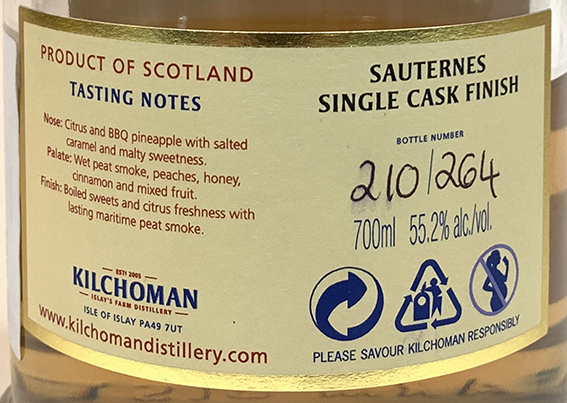 PRODUCT OF SCOTLAND
TASTING NOTES
Nose: Citrus and BBQ pineapple with salted
caramel and malty sweetness.
Palate: Wet peat smoke, peaches, honey,
cinnamon and mixed fruit.
Finish: Boiled sweets and citrus freshness with
lasting maritime peat smoke.
ESTD 2005
KILCHOMAN
ISLAY'S FARM DISTILLERY
ISLE OF ISLAY PA49 7UT
www.kilchomandistillery.com
SAUTERNES
SINGLE CASK FINISH
BOTTLE NUMBER
210/264
700ml 55.2% alc./vol.
PLEASE SAVOUR KILCHOMAN RESPONSIBLY